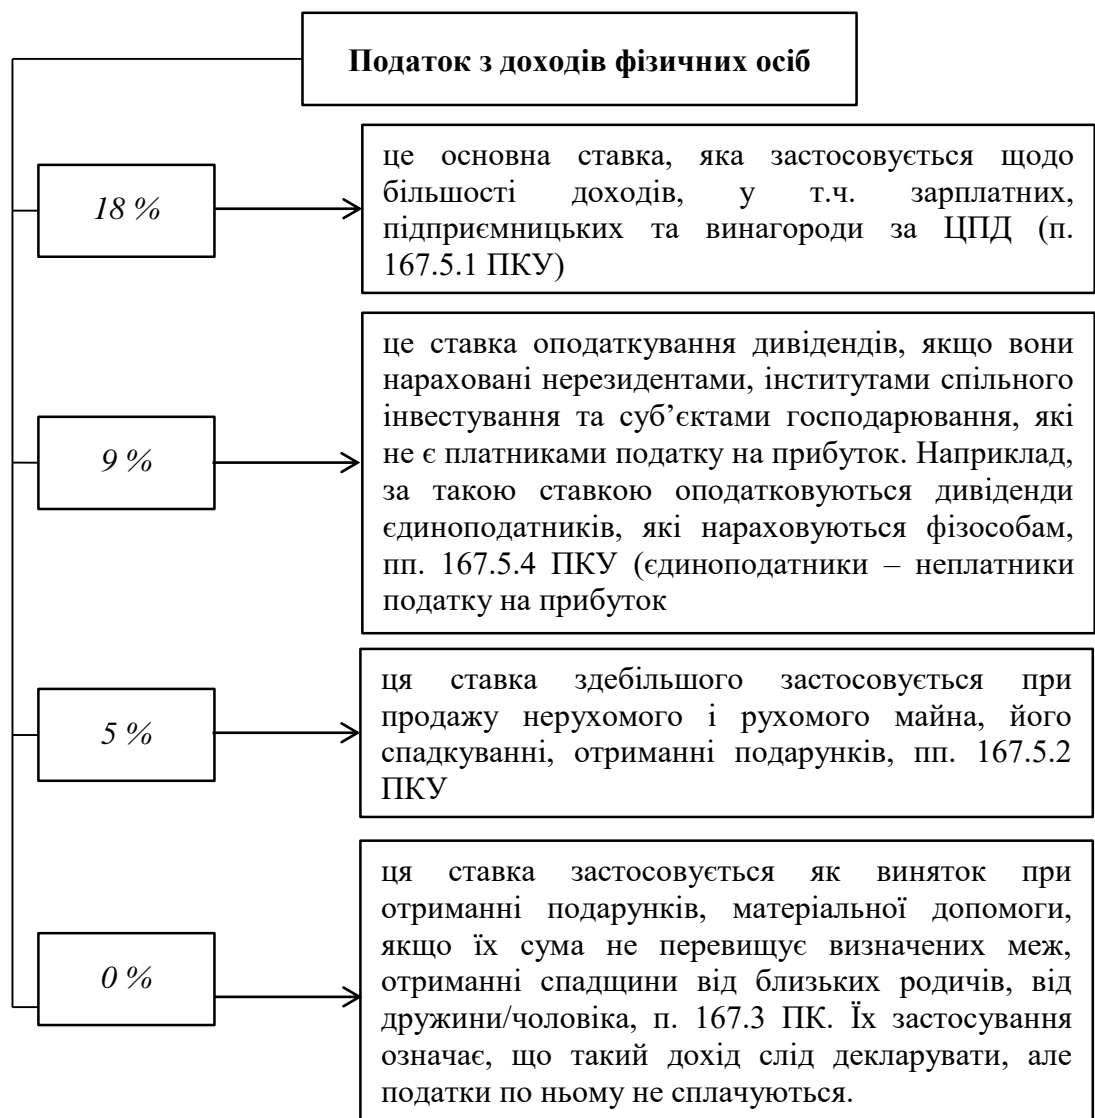 Податок з доходів фізичних осіб
18 %
це основна ставка, яка застосовується щодо
більшості доходів, у т.ч. зарплатних,
підприємницьких та винагороди за ЦПД (п.
167.5.1 ПКУ)
9 %
це ставка оподаткування дивідендів, якщо вони
нараховані нерезидентами, інститутами спільного
інвестування та суб’єктами господарювання, які
не є платниками податку на прибуток. Наприклад,
за такою ставкою оподатковуються дивіденди
єдиноподатників, які нараховуються фізособам,
пп. 167.5.4 ПКУ (єдиноподатники – неплатники
податку на прибуток
5 %
ця ставка здебільшого застосовується при
продажу нерухомого і рухомого майна, його
спадкуванні, отриманні подарунків, пп. 167.5.2
ПКУ
0 %
ця ставка застосовується як виняток при
отриманні подарунків, матеріальної допомоги,
якщо їх сума не перевищує визначених меж,
отриманні спадщини від близьких родичів, від
дружини/чоловіка, п. 167.3 ПК. Їх застосування
означає, що такий дохід слід декларувати, але
податки по ньому не сплачуються.